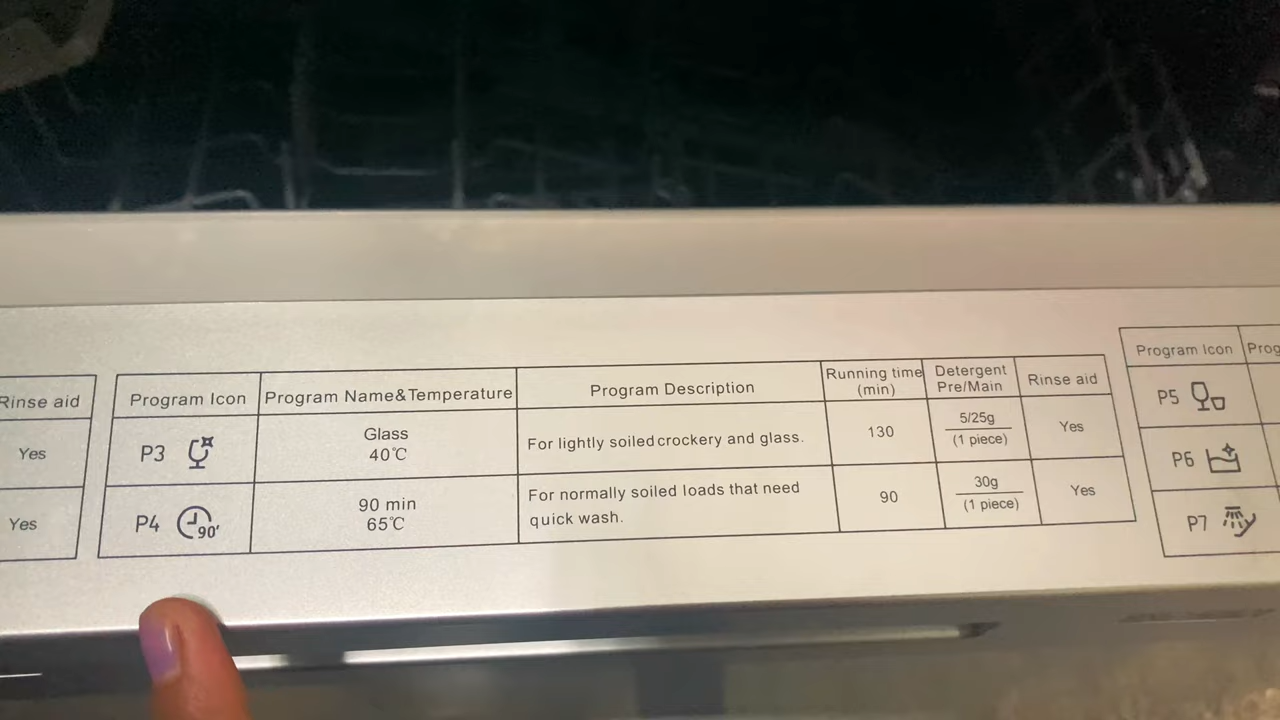 Rinse aid
Yes
Yes
Program Icon Program Name&Temperature Program Description Running time (min) Detergent Pre/Main Rinse aid
P3 Glass 40℃ For lightly soiled crockery and glass. 130 5/25g (1 piece) Yes
P4 90' 90 min 65℃ For normally soiled loads that need quick wash. 90 30g (1 piece) Yes
Program Icon
P5
P6
P7